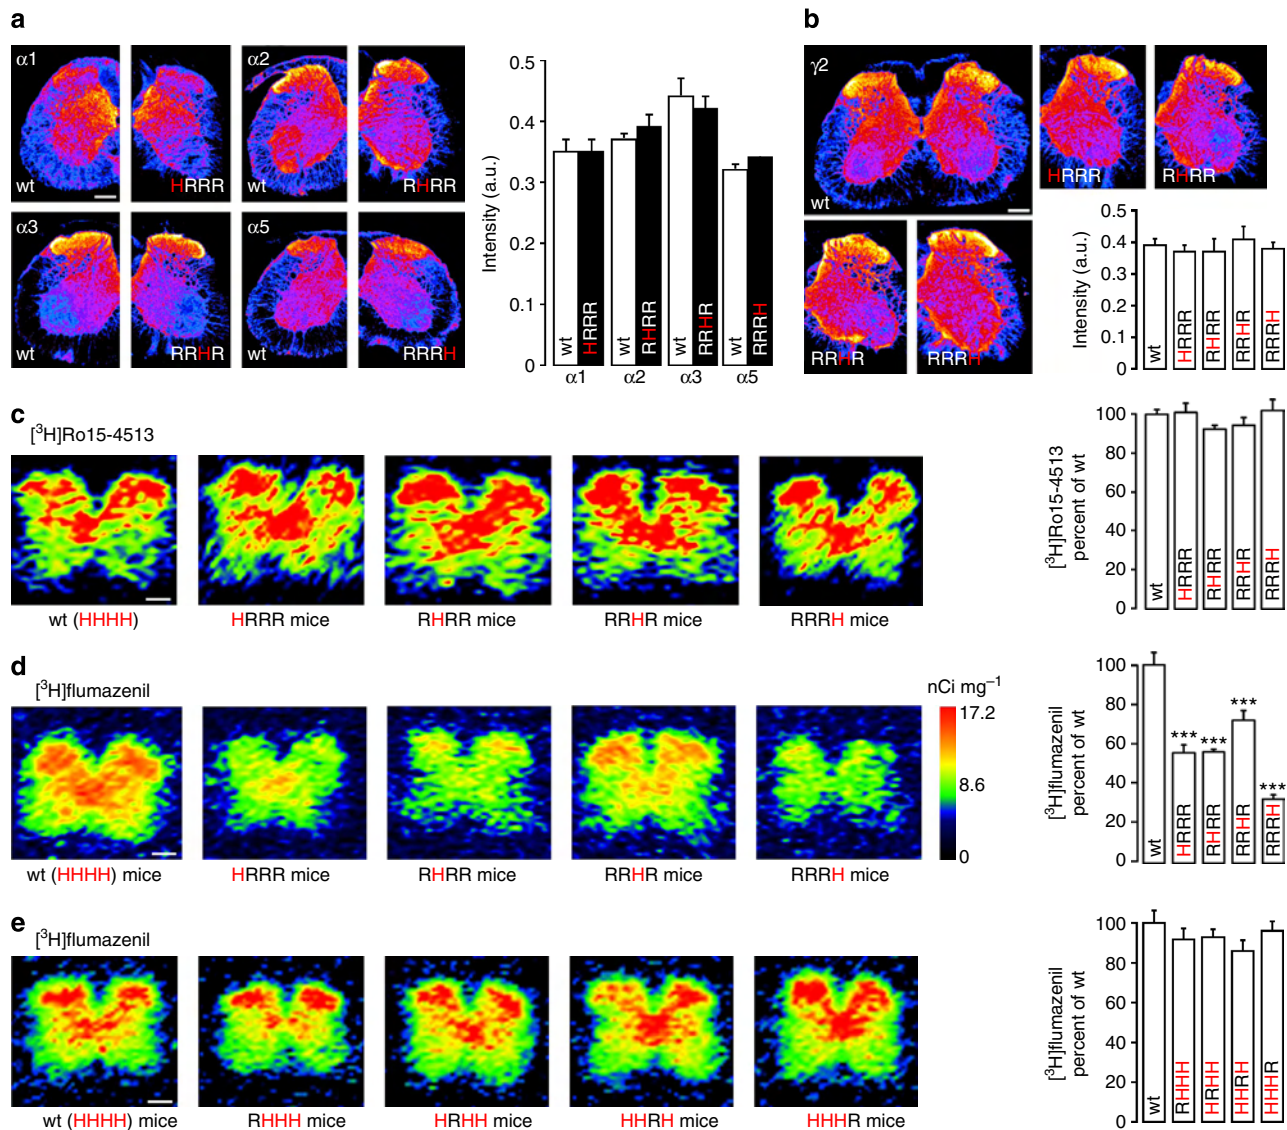 a
α1
wt
HRRR
α2
wt
RHRR
α3
wt
RRHR
α5
wt
RRRH
Intensity (a.u.)
0.5
0.4
0.3
0.2
0.1
0
wt
HRRR
wt
RHRR
wt
RRHR
wt
RRRH
α1
α2
α3
α5
b
γ2
wt
HRRR
RHRR
RRHR
RRRH
Intensity (a.u.)
0.5
0.4
0.3
0.2
0.1
0
wt
HRRR
RHRR
RRHR
RRRH
c
[³H]Ro15-4513
wt (HHHH)
HRRR mice
RHRR mice
RRHR mice
RRRH mice
[³H]Ro15-4513
percent of wt
100
80
60
40
20
0
wt
HRRR
RHRR
RRHR
RRRH
d
[³H]flumazenil
wt (HHHH) mice
HRRR mice
RHRR mice
RRHR mice
RRRH mice
nCi mg⁻¹
17.2
8.6
0
[³H]flumazenil
percent of wt
100
80
60
40
20
0
***
***
***
***
wt
HRRR
RHRR
RRHR
RRRH
e
[³H]flumazenil
wt (HHHH) mice
RHHH mice
HRHH mice
HHRH mice
HHHR mice
[³H]flumazenil
percent of wt
100
80
60
40
20
0
wt
RHHH
HRHH
HHRH
HHHR